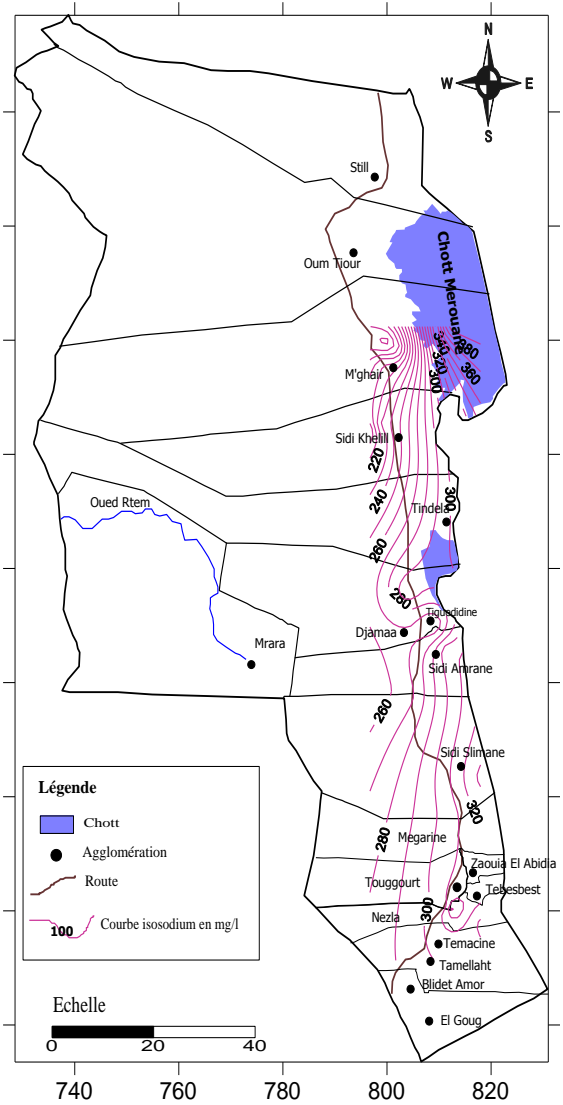 N
W E
S
Still
Oum Tiour
Chott Merouane
340
380
320
360
300
M'ghair
Sidi Khelill
220
240
300
Oued Rtem
Tindela
260
260
Tiguedidine
Djamaa
Mrara
Sidi Amrane
260
Sidi Slimane
320
280
Megarine
Zaouia El Abidia
Touggourt
Tebesbest
Nezla
300
Temacine
Tamellaht
Blidet Amor
El Goug
Légende
Chott
Agglomération
Route
100
Courbe isosodium en mg/l
Echelle
0 20 40
740 760 780 800 820